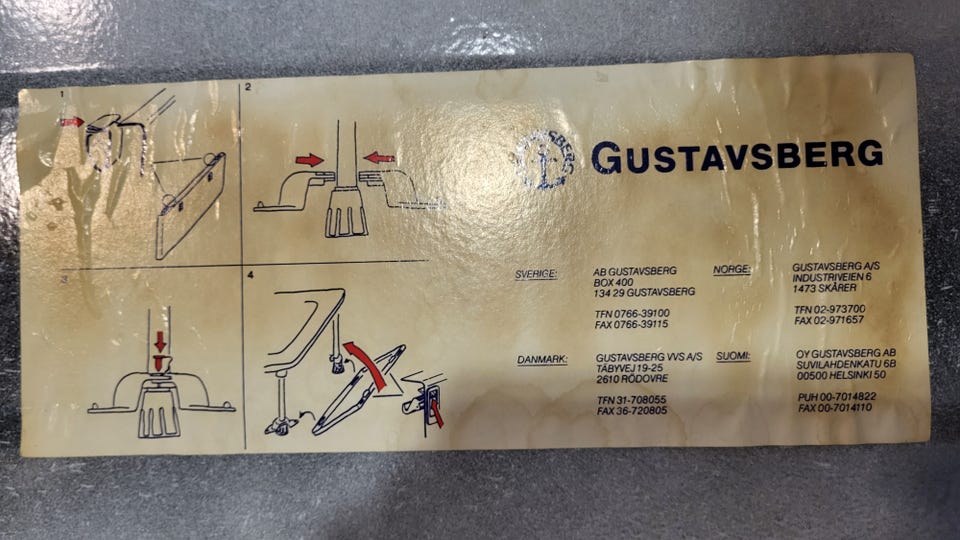 1
2
3
4
GUSTAVSBERG
SVERIGE:
AB GUSTAVSBERG
BOX 400
134 29 GUSTAVSBERG
TFN 0766-39100
FAX 0766-39115
NORGE:
GUSTAVSBERG A/S
INDUSTRIVEIEN 6
1473 SKÅRER
TFN 02-973700
FAX 02-971657
DANMARK:
GUSTAVSBERG VVS A/S
TÅBYVEJ 19-25
2610 RÖDOVRE
TFN 31-708055
FAX 36-720805
SUOMI:
OY GUSTAVSBERG AB
SUVILAHDENKATU 6B
00500 HELSINKI 50
PUH 00-7014822
FAX 00-7014110